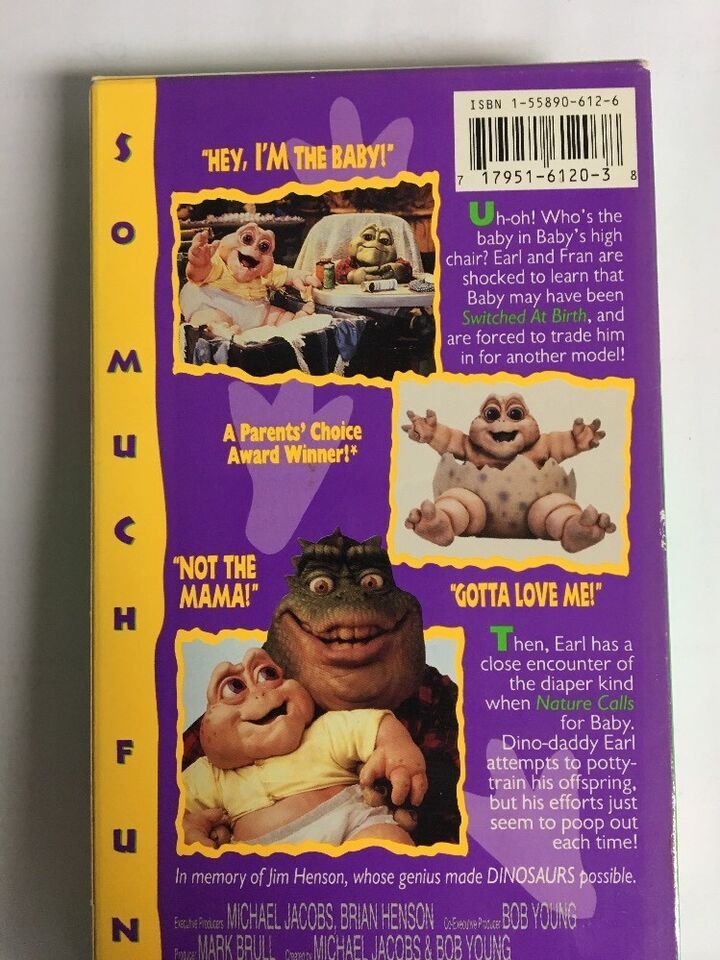 S
O
M
U
C
H
F
U
N
"HEY, I'M THE BABY!"
ISBN 1-55890-612-6
7 17951-6120-3 8
Uh-oh! Who's the
baby in Baby's high
chair? Earl and Fran are
shocked to learn that
Baby may have been
Switched At Birth, and
are forced to trade him
in for another model!
A Parents' Choice
Award Winner!*
"NOT THE
MAMA!"
"GOTTA LOVE ME!"
Then, Earl has a
close encounter of
the diaper kind
when Nature Calls
for Baby.
Dino-daddy Earl
attempts to potty-
train his offspring,
but his efforts just
seem to poop out
each time!
In memory of Jim Henson, whose genius made DINOSAURS possible.
Executive Producers MICHAEL JACOBS, BRIAN HENSON Co-Executive Producer BOB YOUNG
Producer MARK BRULL Created by MICHAEL JACOBS & BOB YOUNG